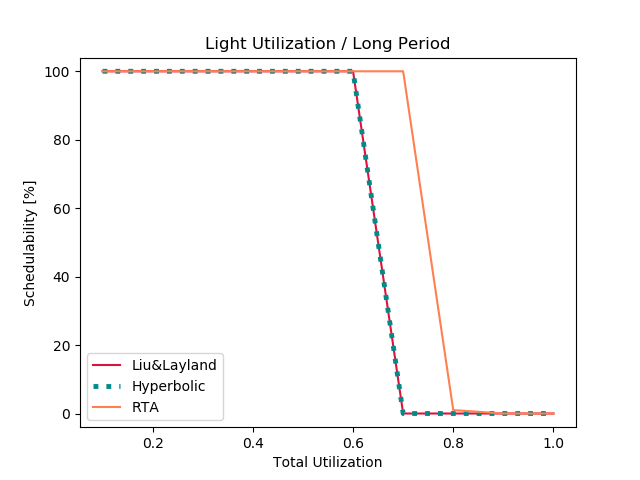 Light Utilization / Long Period
100
80
60
40
20
0
Schedulability [%]
Liu&Layland
Hyperbolic
RTA
0.2 0.4 0.6 0.8 1.0
Total Utilization